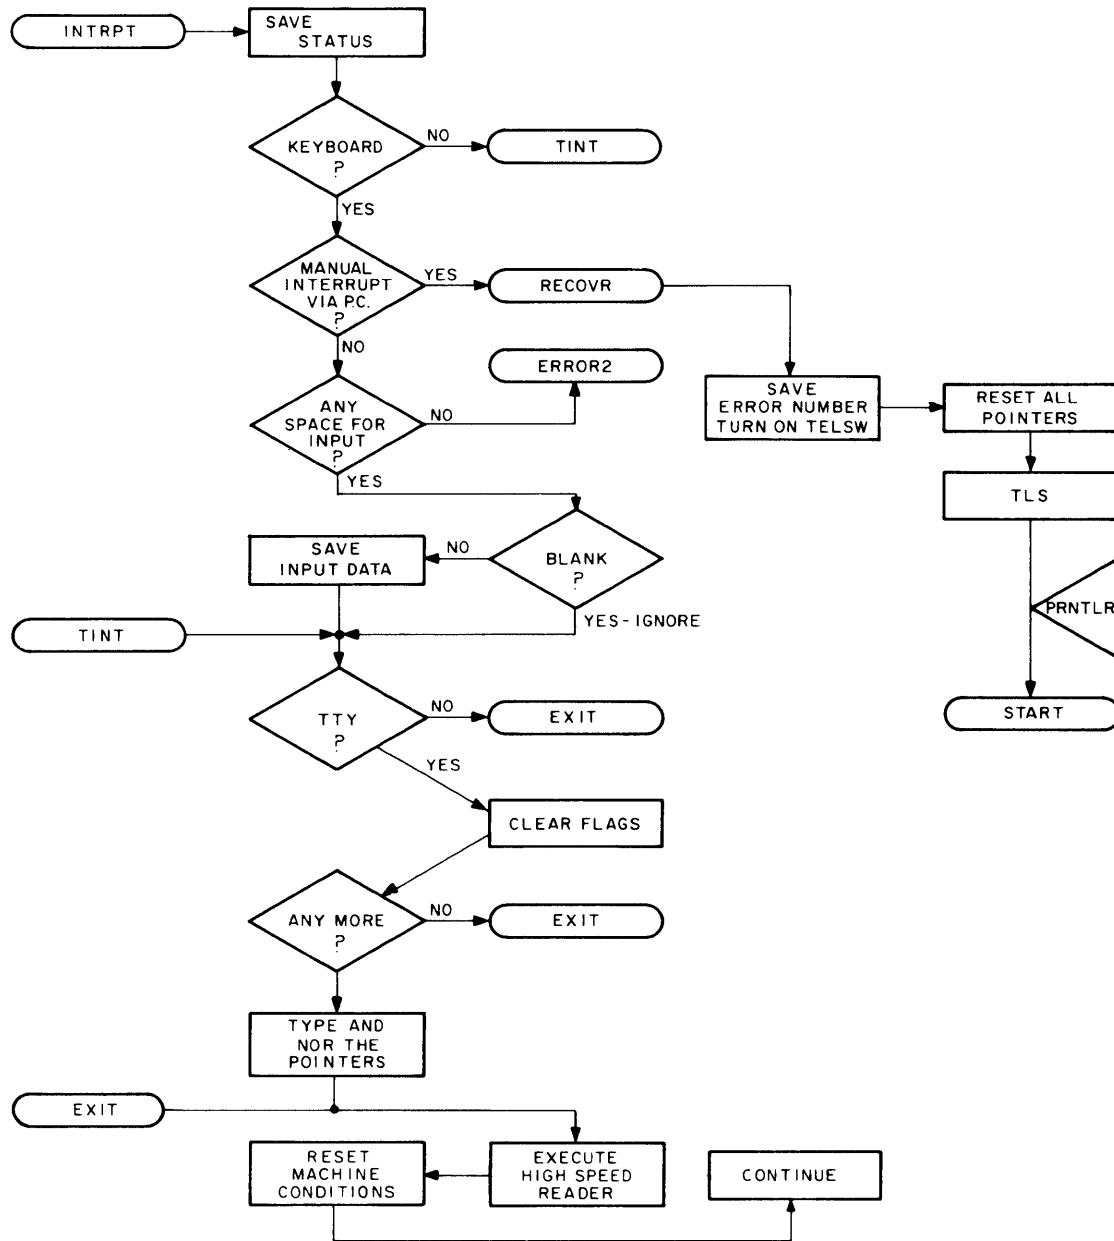 INTRPT
SAVE
STATUS
KEYBOARD
?
NO
TINT
YES
MANUAL
INTERRUPT
VIA P.C.
?
YES
RECOVR
NO
ERROR2
ANY
SPACE FOR
INPUT
?
NO
SAVE
ERROR NUMBER
TURN ON TELSW
RESET ALL
POINTERS
YES
TLS
SAVE
INPUT DATA
NO
BLANK
?
YES-IGNORE
PRNTLR
TINT
TTY
?
NO
EXIT
START
YES
CLEAR FLAGS
ANY MORE
?
NO
EXIT
TYPE AND
NOR THE
POINTERS
EXIT
RESET
MACHINE
CONDITIONS
EXECUTE
HIGH SPEED
READER
CONTINUE